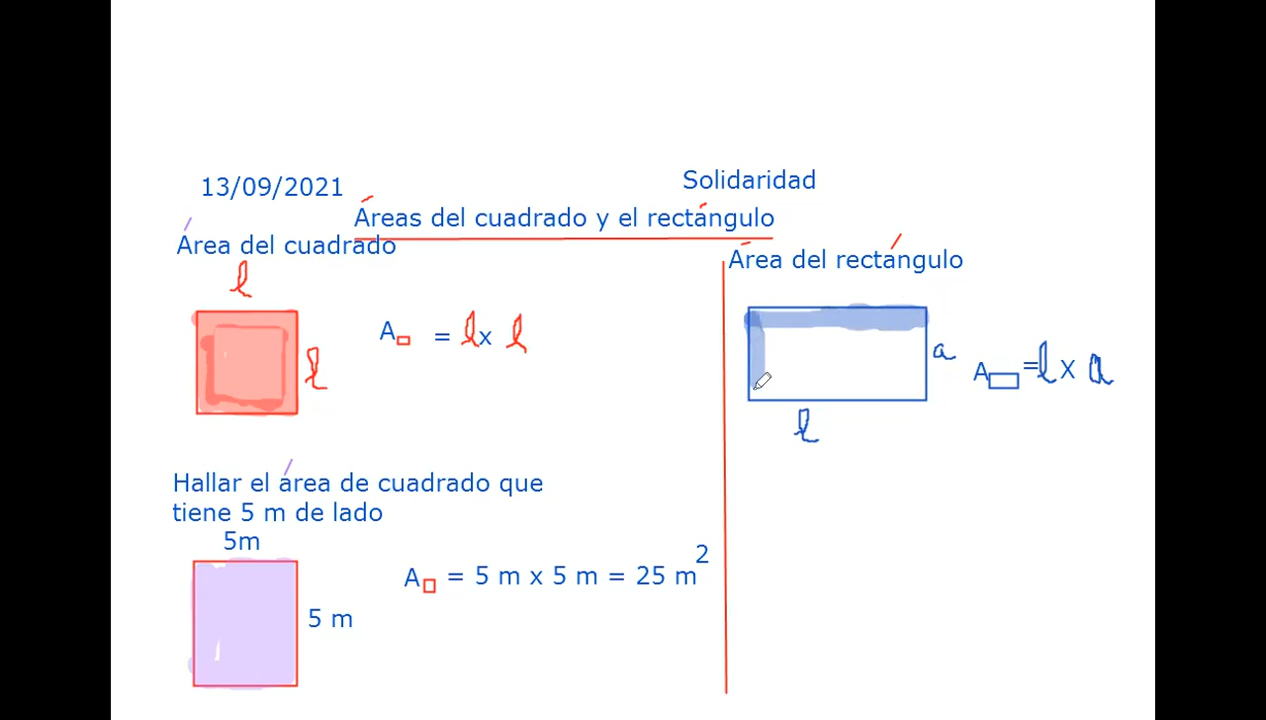 13/09/2021
Solidaridad
Áreas del cuadrado y el rectángulo
Área del cuadrado
l
l
A▫ = l x l
Hallar el área de cuadrado que
tiene 5 m de lado
5m
5 m
A▫ = 5 m x 5 m = 25 m²
Área del rectángulo
a
l
A▭ = l x a